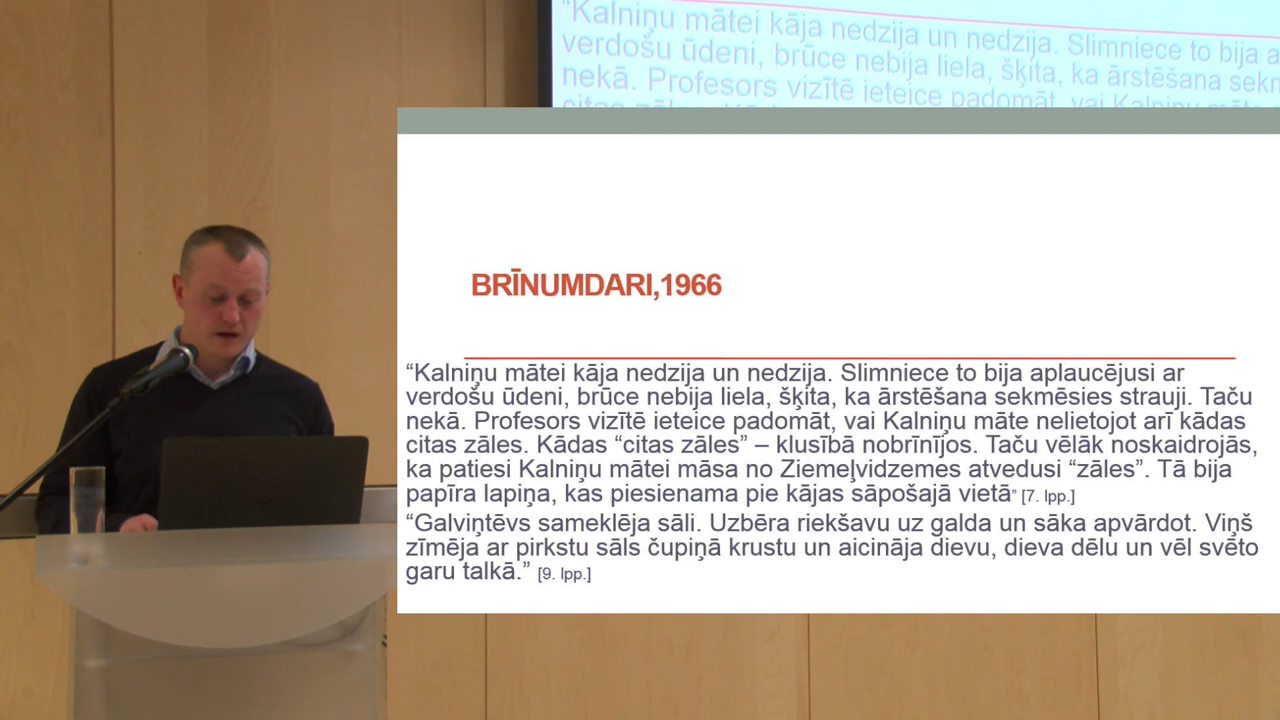 “Kalniņu mātei kāja nedzija un nedzija. Slimniece to bija a
verdošu ūdeni, brūce nebija liela, šķita, ka ārstēšana sekm
nekā. Profesors vizītē ieteice padomāt, vai Kalniņu māte
BRĪNUMDARI,1966
“Kalniņu mātei kāja nedzija un nedzija. Slimniece to bija aplaucējusi ar
verdošu ūdeni, brūce nebija liela, šķita, ka ārstēšana sekmēsies strauji. Taču
nekā. Profesors vizītē ieteice padomāt, vai Kalniņu māte nelietojot arī kādas
citas zāles. Kādas “citas zāles” – klusībā nobrīnījos. Taču vēlāk noskaidrojās,
ka patiesi Kalniņu mātei māsa no Ziemeļvidzemes atvedusi “zāles”. Tā bija
papīra lapiņa, kas piesienama pie kājas sāpošajā vietā” [7. lpp.]
“Galviņtēvs sameklēja sāli. Uzbēra riekšavu uz galda un sāka apvārdot. Viņš
zīmēja ar pirkstu sāls čupiņā krustu un aicināja dievu, dieva dēlu un vēl svēto
garu talkā.” [9. lpp.]